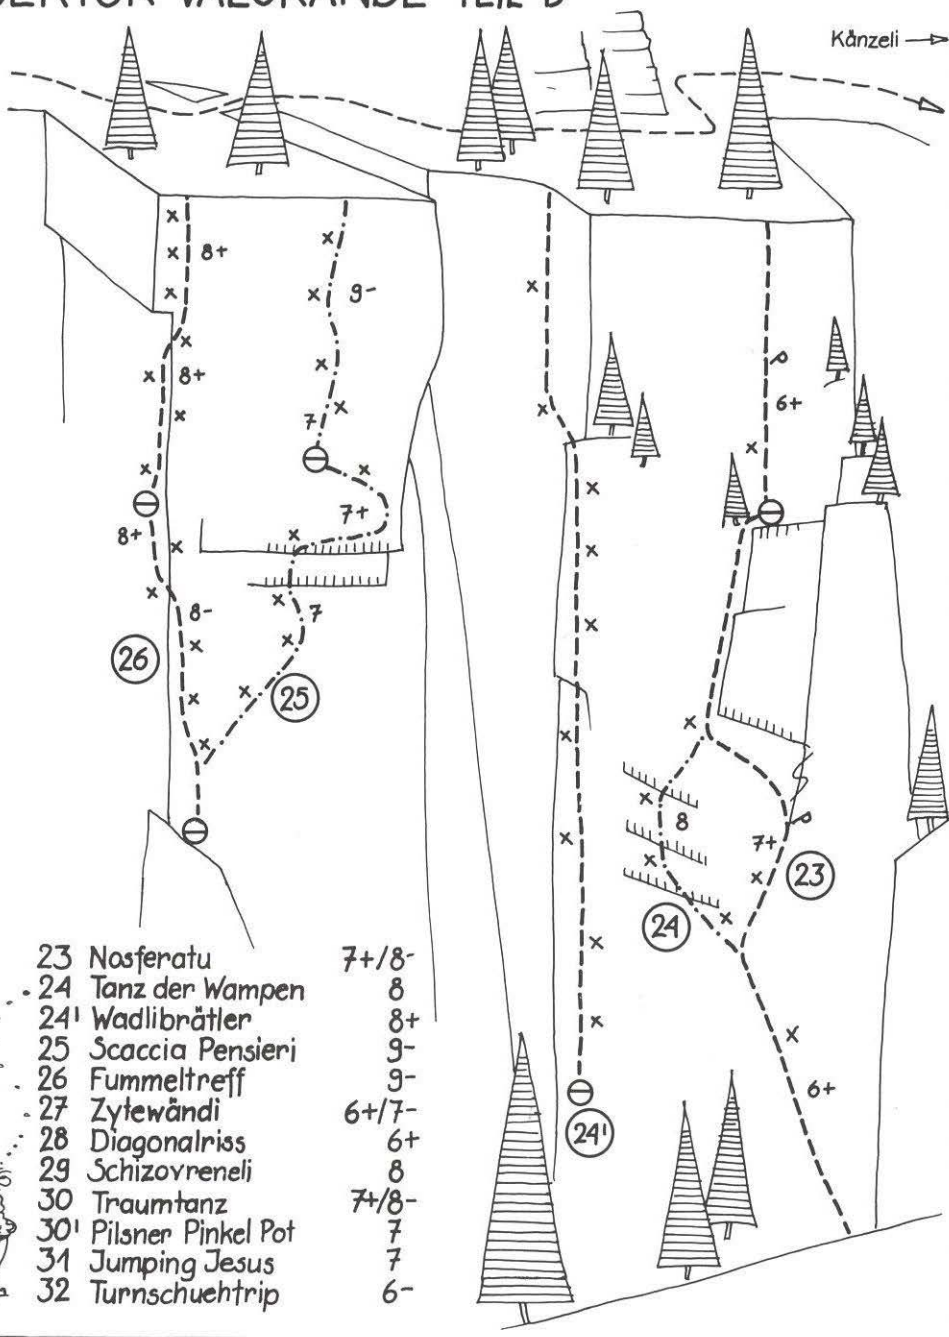 SEKTOR VALGRANDE TEIL D
Känzeli
8+
9-
8+
7
6+
7+
8+
8-
7
26
25
8
7+
23
24
6+
24'
23 Nosferatu 7+/8-
24 Tanz der Wampen 8
24' Wadlibrätler 8+
25 Scaccia Pensieri 9-
26 Fummeltreff 9-
27 Zytewändi 6+/7-
28 Diagonalriss 6+
29 Schizovreneli 8
30 Traumtanz 7+/8-
30' Pilsner Pinkel Pot 7
31 Jumping Jesus 7
32 Turnschuehtrip 6-